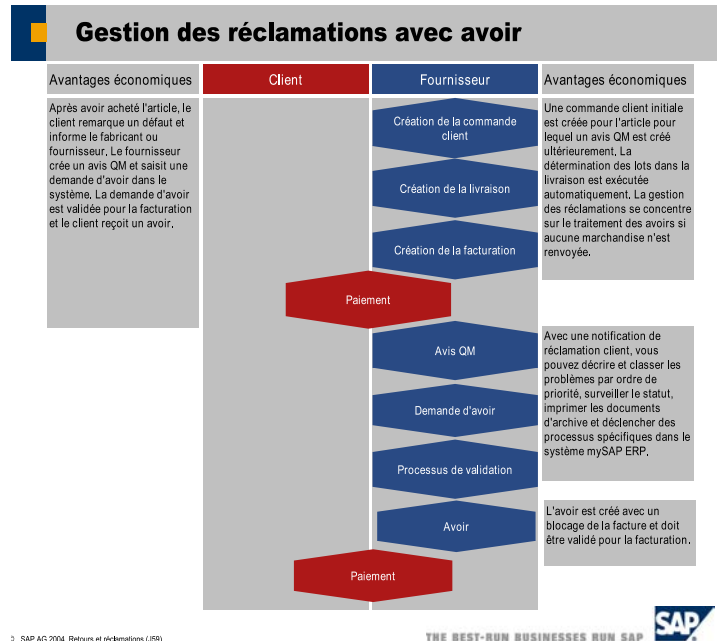 Gestion des réclamations avec avoir
Avantages économiques
Client
Fournisseur
Avantages économiques
Après avoir acheté l'article, le
client remarque un défaut et
informe le fabricant ou
fournisseur. Le fournisseur
crée un avis QM et saisit une
demande d'avoir dans le
système. La demande d'avoir
est validée pour la facturation
et le client reçoit un avoir.
Création de la commande
client
Création de la livraison
Création de la facturation
Paiement
Avis QM
Demande d'avoir
Processus de validation
Avoir
Paiement
Une commande client initiale
est créée pour l'article pour
lequel un avis QM est créé
ultérieurement. La
détermination des lots dans la
livraison est exécutée
automatiquement. La gestion
des réclamations se concentre
sur le traitement des avoirs si
aucune marchandise n'est
renvoyée.
Avec une notification de
réclamation client, vous
pouvez décrire et classer les
problèmes par ordre de
priorité, surveiller le statut,
imprimer les documents
d'archive et déclencher des
processus spécifiques dans le
système mySAP ERP.
L'avoir est créé avec un
blocage de la facture et doit
être validé pour la facturation.
SAP AG 2004, Retours et réclamations (J59)
THE BEST-RUN BUSINESSES RUN SAP
SAP